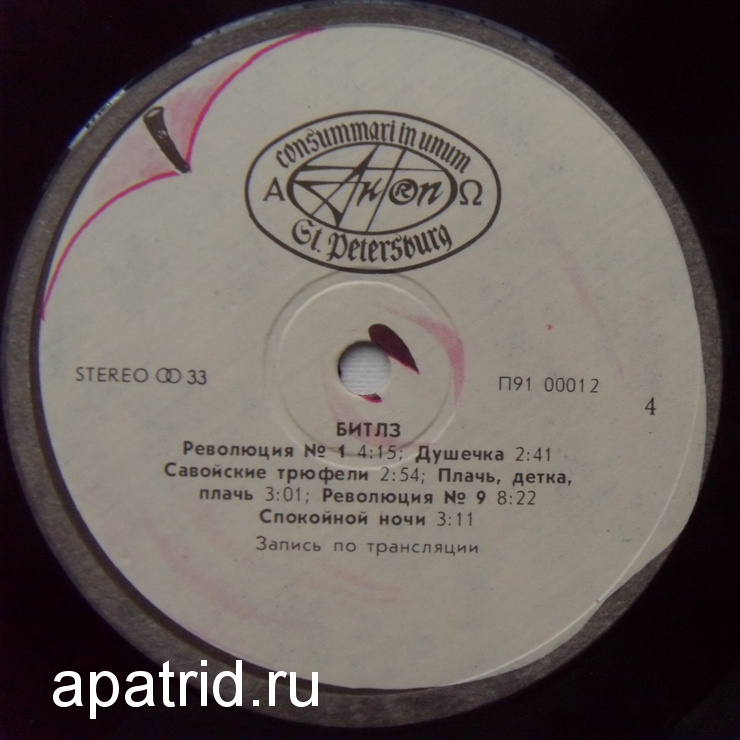 consummari in unum
Α АнТроп Ω
St. Petersburg
STEREO 33
П91 00012
4
БИТЛЗ
Революция № 1 4:15; Душечка 2:41
Савойские трюфели 2:54; Плачь, детка,
плачь 3:01; Революция № 9 8:22
Спокойной ночи 3:11
Запись по трансляции
apatrid.ru